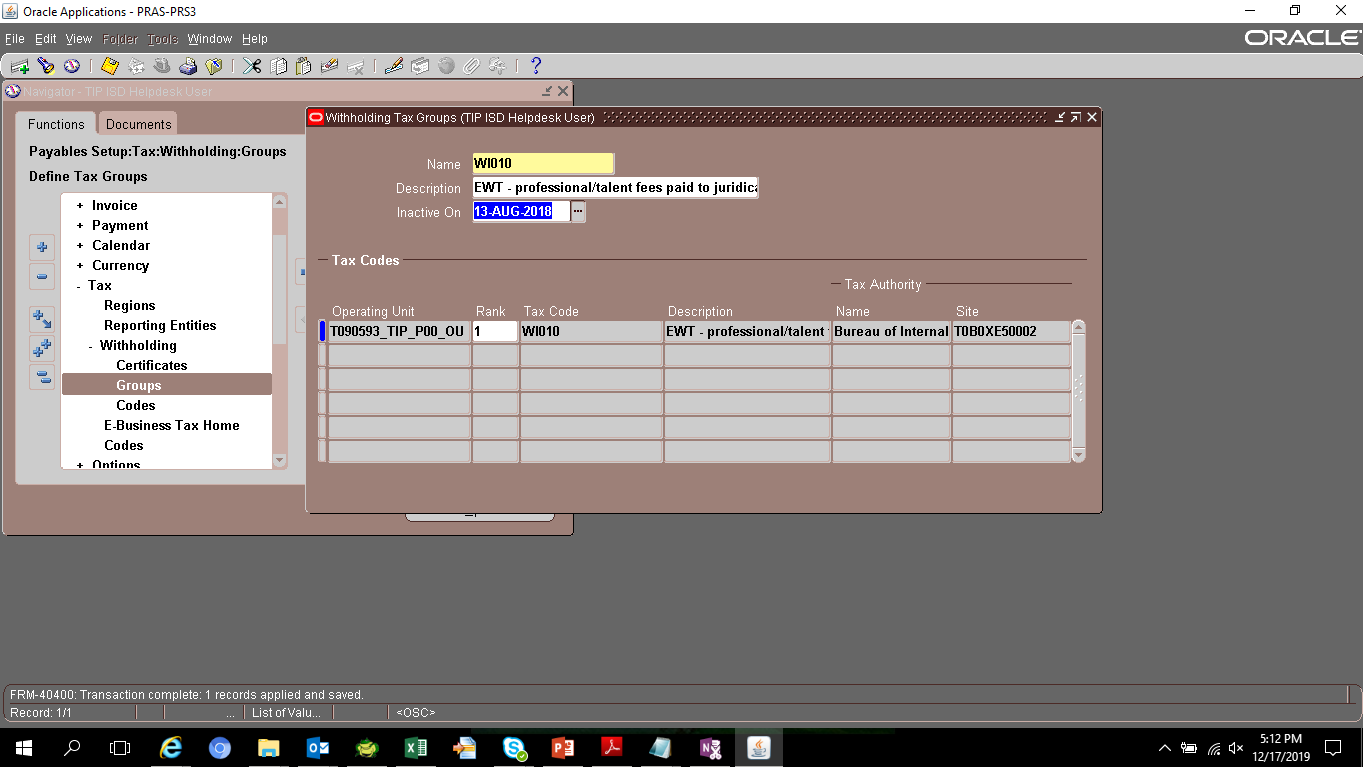 Oracle Applications - PRAS-PRS3
File Edit View Folder Tools Window Help
ORACLE
Navigator - TIP ISD Helpdesk User
Functions Documents
Payables Setup:Tax:Withholding:Groups
Define Tax Groups
+ Invoice
+ Payment
+ Calendar
+ Currency
- Tax
Regions
Reporting Entities
- Withholding
Certificates
Groups
Codes
E-Business Tax Home
Codes
+ Options
Withholding Tax Groups (TIP ISD Helpdesk User)
Name WI010
Description EWT - professional/talent fees paid to juridica
Inactive On 13-AUG-2018 ...
Tax Codes
Tax Authority
Operating Unit Rank Tax Code Description Name Site
T090593_TIP_P00_OU 1 WI010 EWT - professional/talent Bureau of Internal T0B0XE50002
FRM-40400: Transaction complete: 1 records applied and saved.
Record: 1/1 ... List of Valu... <OSC>
5:12 PM
12/17/2019